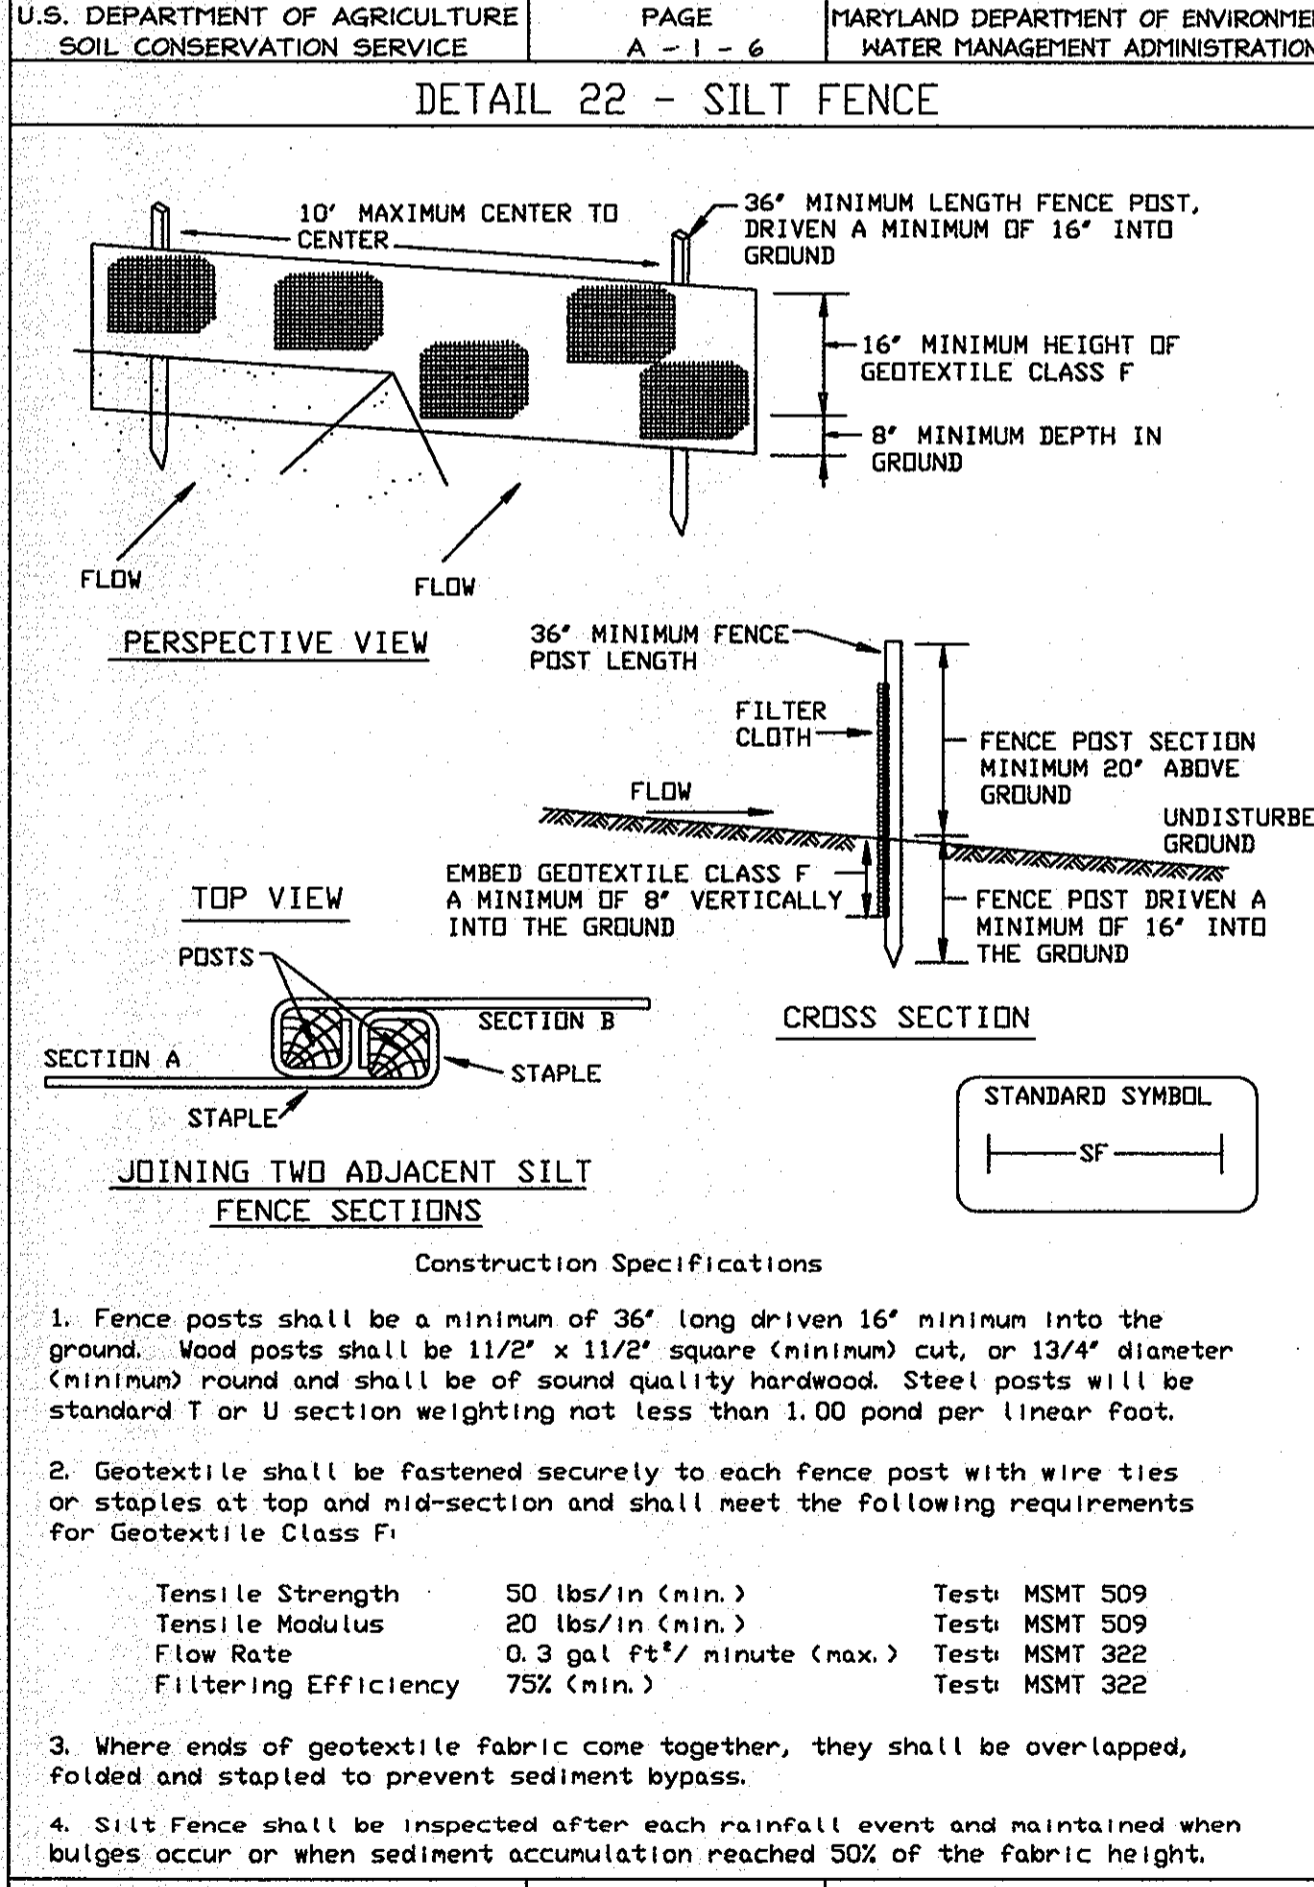 U.S. DEPARTMENT OF AGRICULTURE
SOIL CONSERVATION SERVICE
PAGE
A - 1 - 6
MARYLAND DEPARTMENT OF ENVIRONME
WATER MANAGEMENT ADMINISTRATION
DETAIL 22 - SILT FENCE
10' MAXIMUM CENTER TO
CENTER
36" MINIMUM LENGTH FENCE POST,
DRIVEN A MINIMUM OF 16" INTO
GROUND
16" MINIMUM HEIGHT OF
GEOTEXTILE CLASS F
8" MINIMUM DEPTH IN
GROUND
FLOW
FLOW
PERSPECTIVE VIEW
36" MINIMUM FENCE
POST LENGTH
FILTER
CLOTH
FENCE POST SECTION
MINIMUM 20" ABOVE
GROUND
FLOW
UNDISTURBE
GROUND
EMBED GEOTEXTILE CLASS F
A MINIMUM OF 8" VERTICALLY
INTO THE GROUND
FENCE POST DRIVEN A
MINIMUM OF 16" INTO
THE GROUND
CROSS SECTION
TOP VIEW
POSTS
SECTION B
SECTION A
STAPLE
STAPLE
JOINING TWO ADJACENT SILT
FENCE SECTIONS
STANDARD SYMBOL
SF
Construction Specifications
1. Fence posts shall be a minimum of 36" long driven 16" minimum into the
ground. Wood posts shall be 11/2" x 11/2" square (minimum) cut, or 13/4" diameter
(minimum) round and shall be of sound quality hardwood. Steel posts will be
standard T or U section weighting not less than 1.00 pond per linear foot.
2. Geotextile shall be fastened securely to each fence post with wire ties
or staples at top and mid-section and shall meet the following requirements
for Geotextile Class F:
Tensile Strength 50 lbs/in (min.) Test: MSMT 509
Tensile Modulus 20 lbs/in (min.) Test: MSMT 509
Flow Rate 0.3 gal ft²/ minute (max.) Test: MSMT 322
Filtering Efficiency 75% (min.) Test: MSMT 322
3. Where ends of geotextile fabric come together, they shall be overlapped,
folded and stapled to prevent sediment bypass.
4. Silt Fence shall be inspected after each rainfall event and maintained when
bulges occur or when sediment accumulation reached 50% of the fabric height.